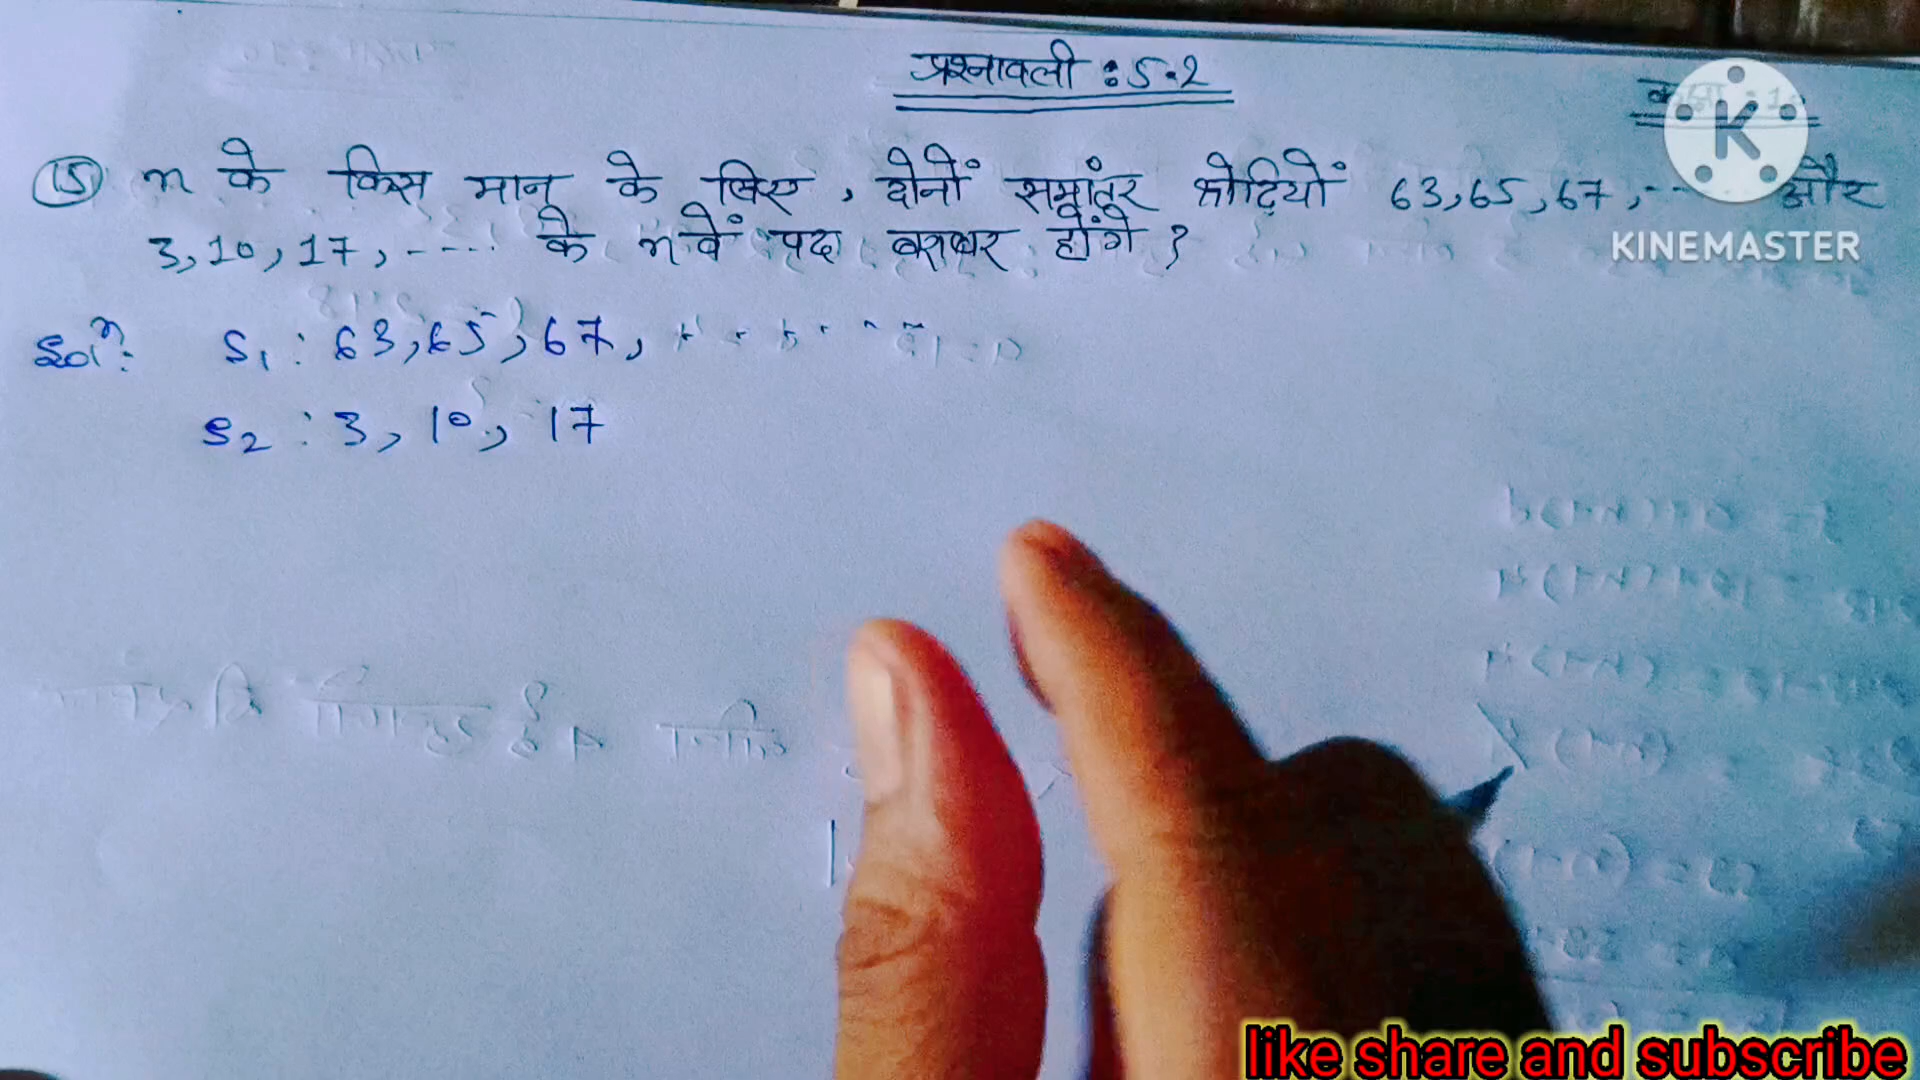 प्रश्नावली : 5.2
(15) n के किस मान के लिए, दोनों समांतर श्रेढ़ियों 63, 65, 67, --- और
3, 10, 17, ---- के n वें पद बराबर होंगे ?
Solⁿ: S₁ : 63, 65, 67,
S₂ : 3, 10, 17
K
KINEMASTER
like share and subscribe